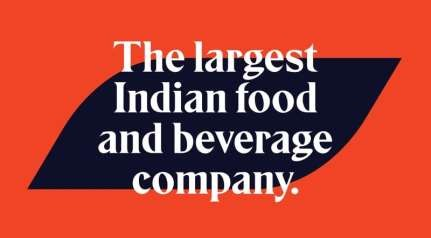 The largest
Indian food
and beverage
company.